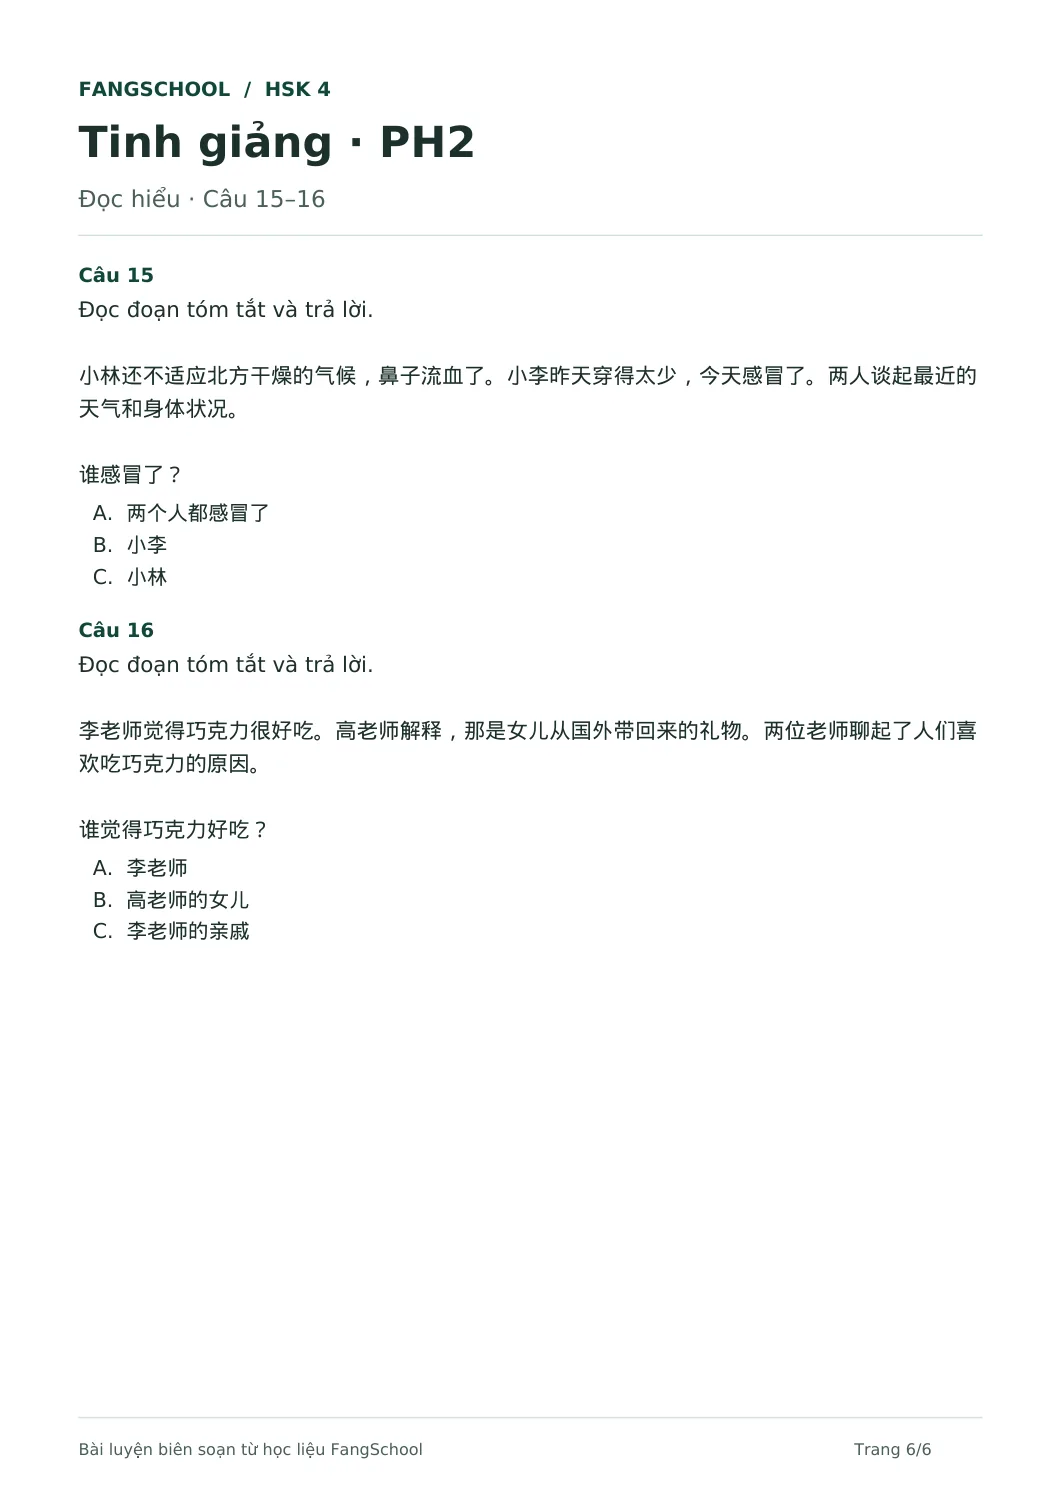 FANGSCHOOL / HSK 4
Tinh giảng · PH2
Đọc hiểu · Câu 15–16
Câu 15
Đọc đoạn tóm tắt và trả lời.
小林还不适应北方干燥的气候，鼻子流血了。小李昨天穿得太少，今天感冒了。两人谈起最近的
天气和身体状况。
谁感冒了？
A. 两个人都感冒了
B. 小李
C. 小林
Câu 16
Đọc đoạn tóm tắt và trả lời.
李老师觉得巧克力很好吃。高老师解释，那是女儿从国外带回来的礼物。两位老师聊起了人们喜
欢吃巧克力的原因。
谁觉得巧克力好吃？
A. 李老师
B. 高老师的女儿
C. 李老师的亲戚
Bài luyện biên soạn từ học liệu FangSchool
Trang 6/6